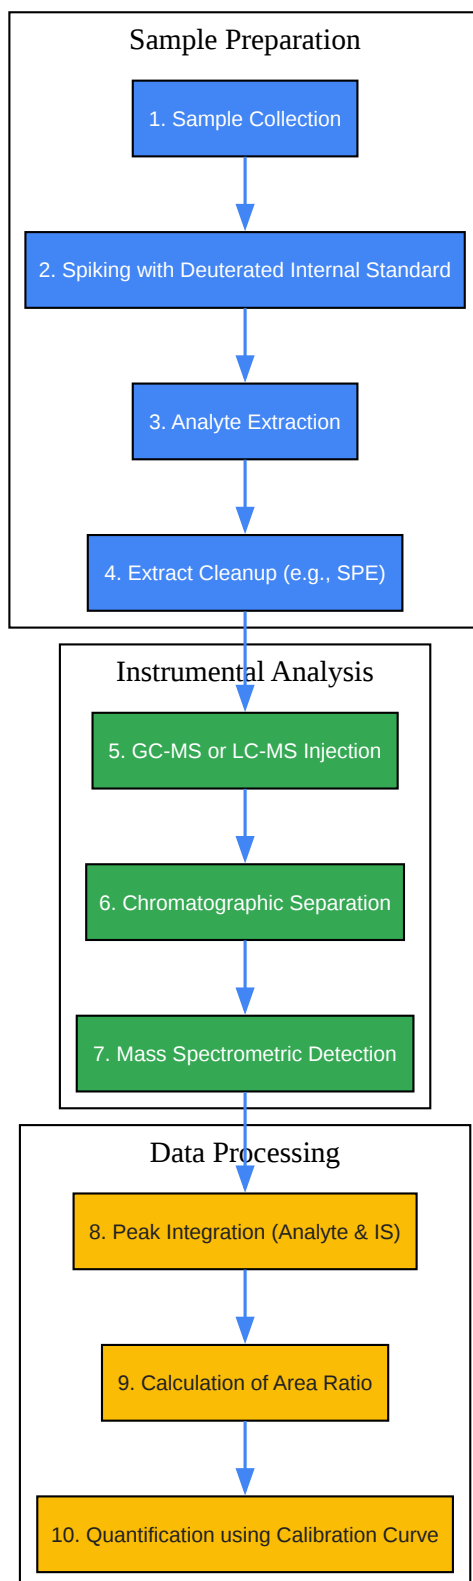 Sample Preparation
1. Sample Collection
2. Spiking with Deuterated Internal Standard
3. Analyte Extraction
4. Extract Cleanup (e.g., SPE)
Instrumental Analysis
5. GC-MS or LC-MS Injection
6. Chromatographic Separation
7. Mass Spectrometric Detection
Data Processing
8. Peak Integration (Analyte & IS)
9. Calculation of Area Ratio
10. Quantification using Calibration Curve